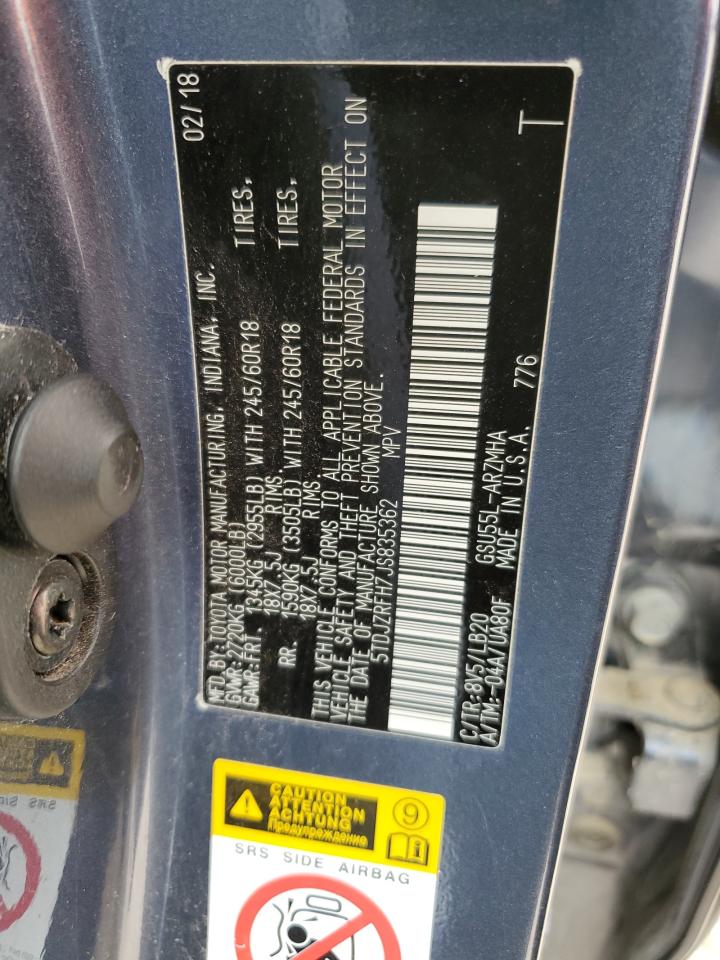 02/18
MFD. BY: TOYOTA MOTOR MANUFACTURING, INDIANA, INC.
GVWR: 2720KG (6000LB)
GAWR: FRT. 1345KG (2955LB) WITH 245/60R18 TIRES,
18X7.5J RIMS
RR. 1590KG (3505LB) WITH 245/60R18 TIRES,
18X7.5J RIMS.
THIS VEHICLE CONFORMS TO ALL APPLICABLE FEDERAL MOTOR
VEHICLE SAFETY AND THEFT PREVENTION STANDARDS IN EFFECT ON
THE DATE OF MANUFACTURE SHOWN ABOVE.
5TDJZRFH7JS835362 MPV
C/TR: 8V5/LB20 GSU55L-ARZMHA
A/TM: -04A/UA80F MADE IN U.S.A. 776
T
CAUTION
ATTENTION
ACHTUNG
Предупреждение
9
SRS SIDE AIRBAG
SRS SID